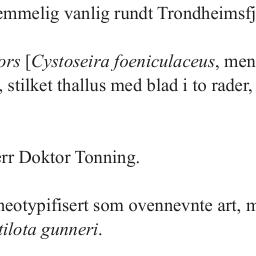 emmelig vanlig rundt Trondheimsfj
ors [Cystoseira foeniculaceus, men
, stilket thallus med blad i to rader,
err Doktor Tonning.
neotypifisert som ovennevnte art, m
tilota gunneri.